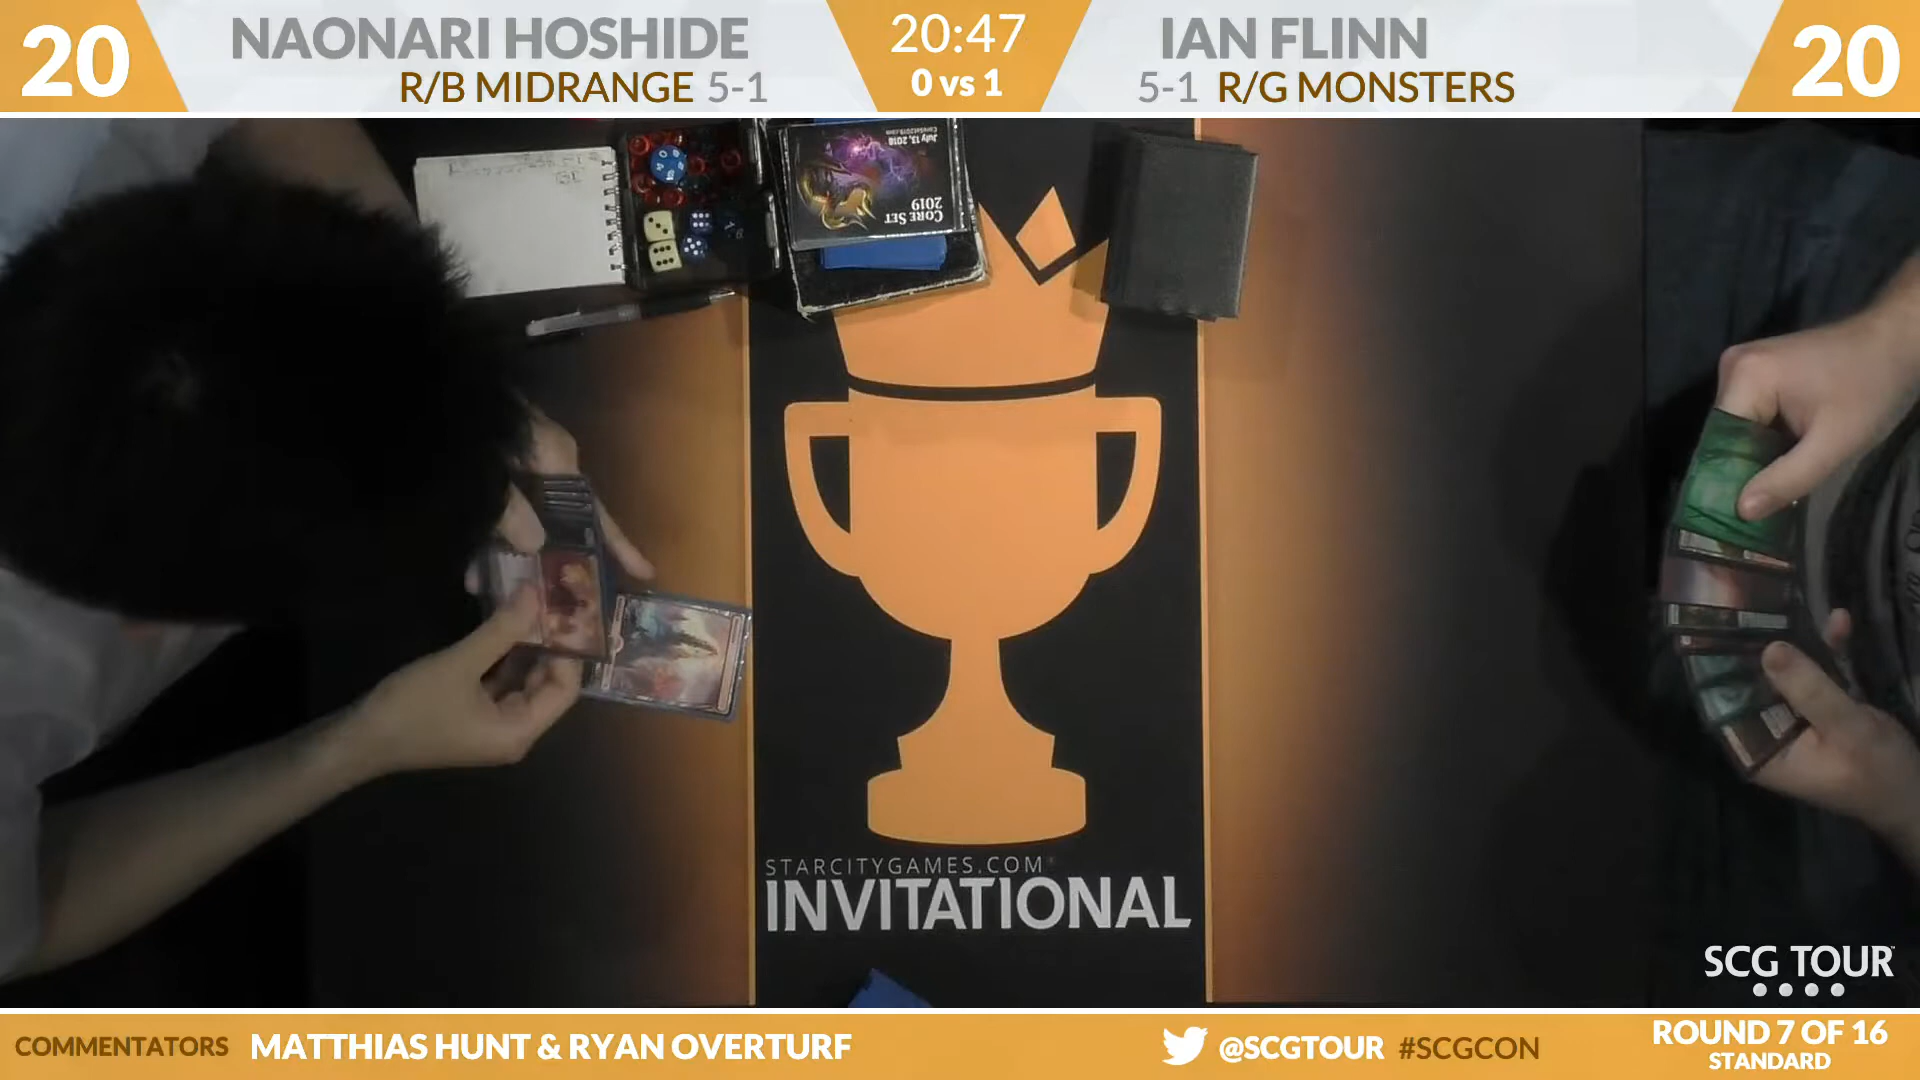 20
NAONARI HOSHIDE
R/B MIDRANGE 5-1
20:47
0 vs 1
IAN FLINN
5-1 R/G MONSTERS
20
July 13, 2018
CORE SET
2019
STARCITYGAMES.COM
INVITATIONAL
SCG TOUR
COMMENTATORS MATTHIAS HUNT & RYAN OVERTURF
@SCGTOUR #SCGCON
ROUND 7 OF 16
STANDARD